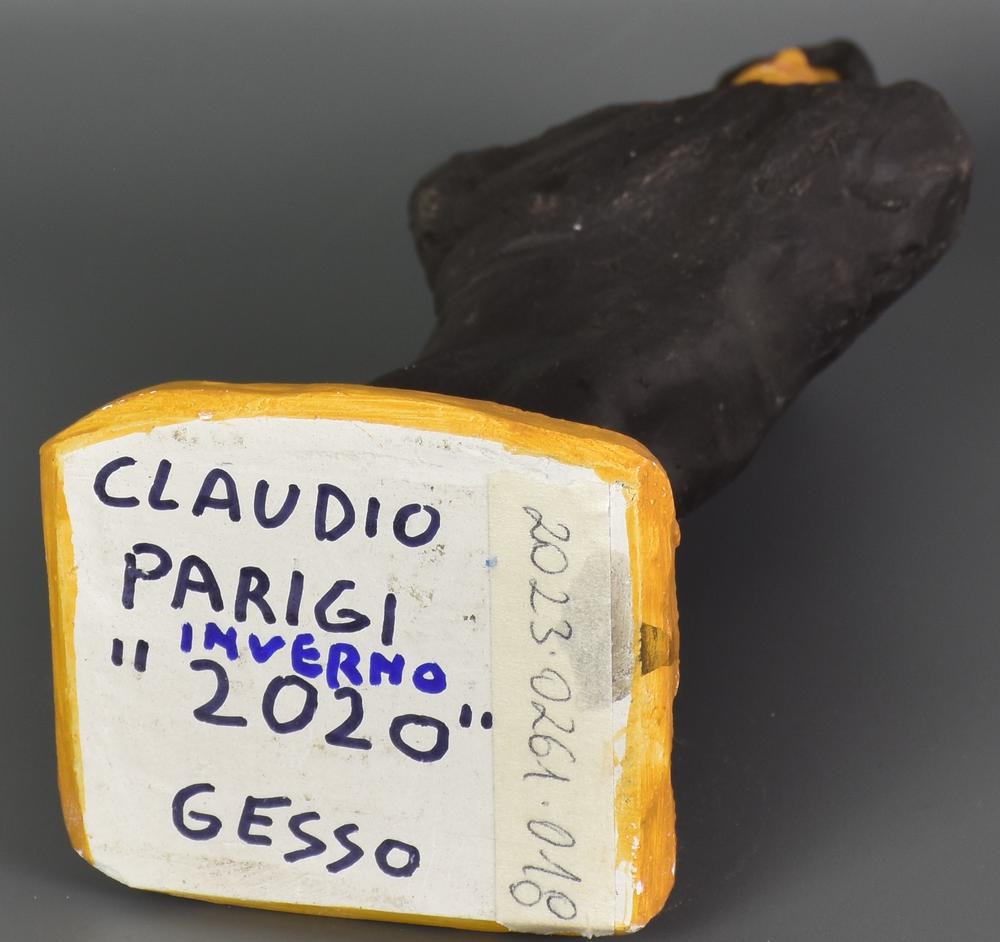 CLAUDIO
PARIGI
INVERNO
"2020"
GESSO
2023.0261.018